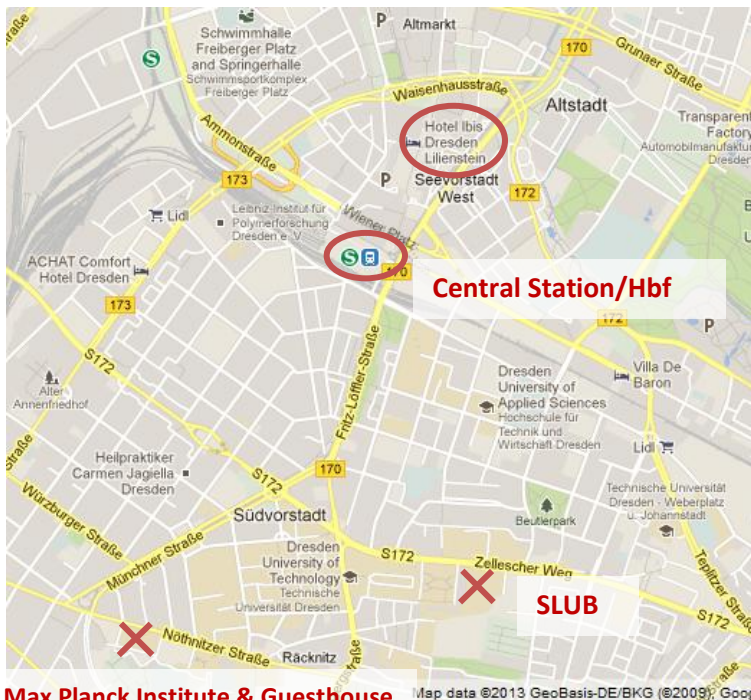 Schwimmhalle
Freiberger Platz
and Springerhalle
Schwimmsportkomplex
Freiberger Platz
P
Altmarkt
170
Grunaer Straße
S
Waisenhausstraße
Altstadt
Transparent
Factory
Automobilmanufaktur
Dresden
Ammonstraße
Hotel Ibis
Dresden
Lilienstein
173
P
Seevorstadt
West
172
Lidl
Leibniz-Institut für
Polymerforschung
Dresden e. V.
Wiener Platz
S
170
ACHAT Comfort
Hotel Dresden
Central Station/Hbf
173
172
P
S172
Fritz-Löffler-Straße
Alter
Annenfriedhof
Dresden
University of
Applied Sciences
Hochschule für
Technik und
Wirtschaft Dresden
Villa De
Baron
Lidl
Heilpraktiker
Carmen Jagiella
Dresden
S172
170
Straße
Würzburger Straße
Münchner Straße
Südvorstadt
Beutlerpark
Technische Universität
Dresden - Weberplatz
u. Johannstadt
Dresden
University of
Technology
Technische
Universität Dresden
S172
Zellescher Weg
Teplitzer Straße
S172
SLUB
Nöthnitzer Straße
Räcknitz
Max Planck Institute & Guesthouse
Map data ©2013 GeoBasis-DE/BKG (©2009), Goo